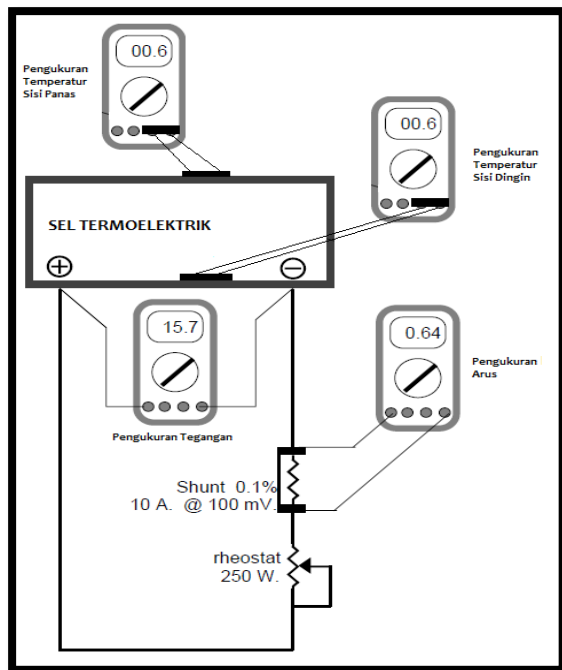 00.6
Pengukuran
Temperatur
Sisi Panas
00.6
Pengukuran
Temperatur
Sisi Dingin
SEL TERMOELEKTRIK
+
−
15.7
0.64
Pengukuran
Arus
Pengukuran Tegangan
Shunt 0.1%
10 A. @ 100 mV.
rheostat
250 W.